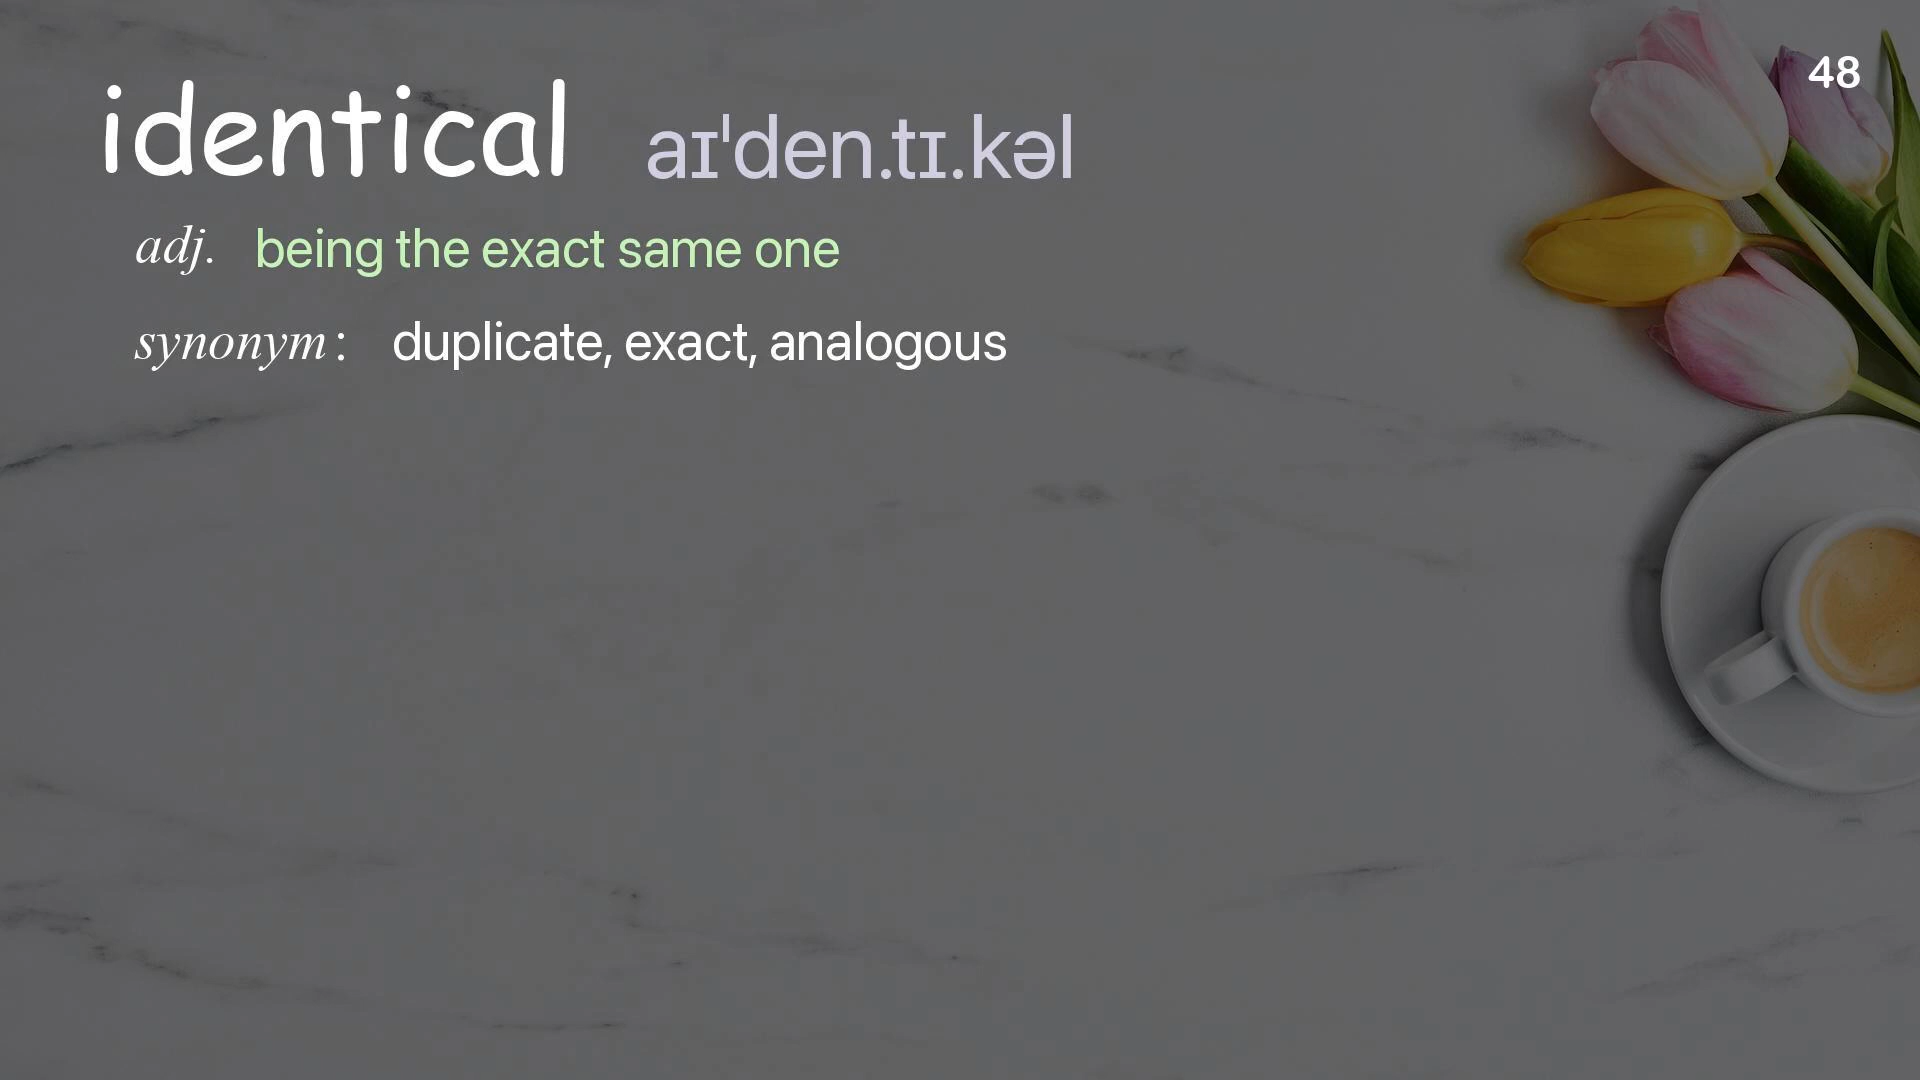 48
identical aɪˈden.tɪ.kəl
adj. being the exact same one
synonym: duplicate, exact, analogous